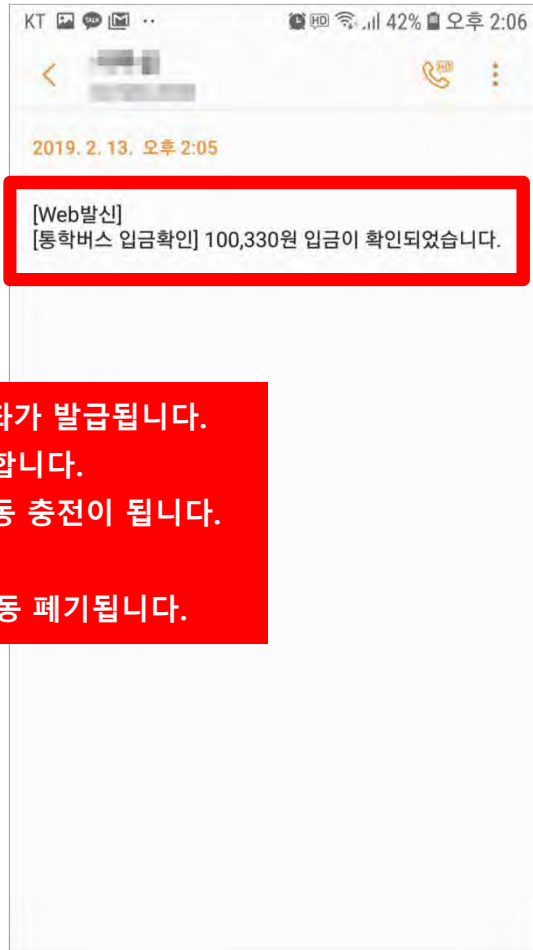 KT
42% 오후 2:06
2019. 2. 13. 오후 2:05
[Web발신]
[통학버스 입금확인] 100,330원 입금이 확인되었습니다.
가 발급됩니다.
합니다.
충전이 됩니다.
폐기됩니다.